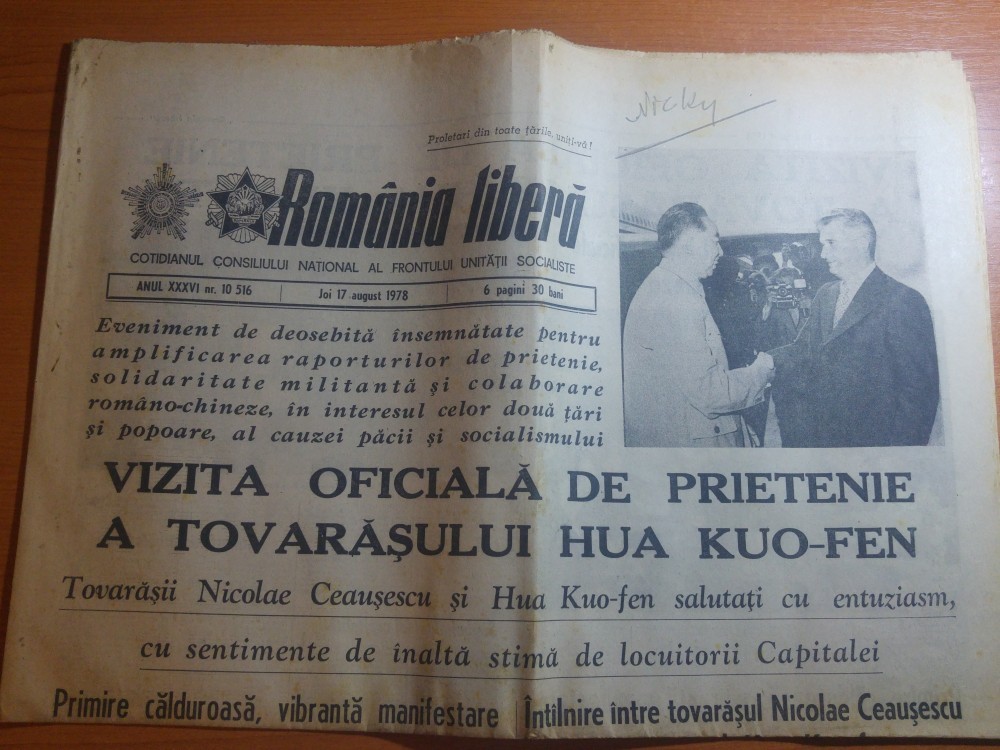 Nicky
Proletari din toate țările, uniți-vă!
România liberă
COTIDIANUL CONSILIULUI NAȚIONAL AL FRONTULUI UNITĂȚII SOCIALISTE
ANUL XXXVI nr. 10 516 Joi 17 august 1978 6 pagini 30 bani
Eveniment de deosebită însemnătate pentru
amplificarea raporturilor de prietenie,
solidaritate militantă și colaborare
româno-chineze, în interesul celor două țări
și popoare, al cauzei păcii și socialismului
VIZITA OFICIALĂ DE PRIETENIE
A TOVARĂȘULUI HUA KUO-FEN
Tovarășii Nicolae Ceaușescu și Hua Kuo-fen salutați cu entuziasm,
cu sentimente de înaltă stimă de locuitorii Capitalei
Primire călduroasă, vibrantă manifestare
Întîlnire între tovarășul Nicolae Ceaușescu